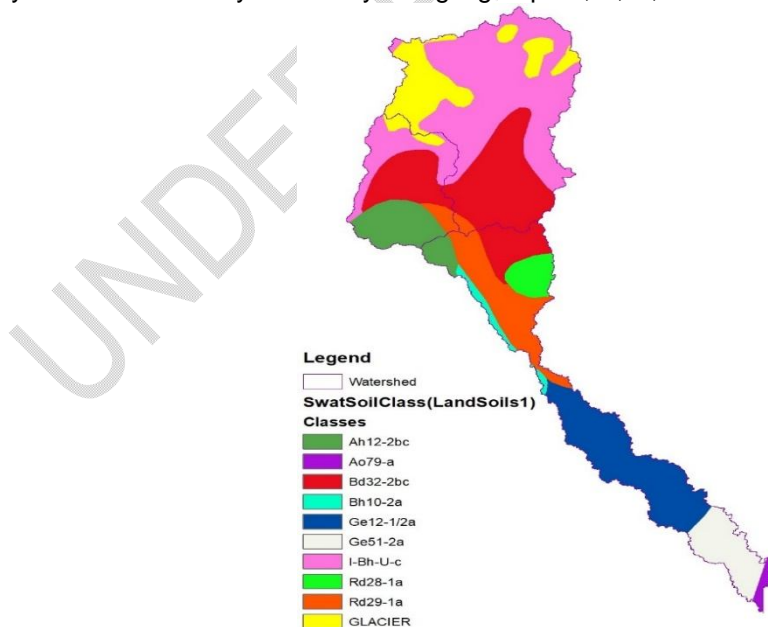 UNDE
Legend
Watershed
SwatSoilClass(LandSoils1)
Classes
Ah12-2bc
Ao79-a
Bd32-2bc
Bh10-2a
Ge12-1/2a
Ge51-2a
I-Bh-U-c
Rd28-1a
Rd29-1a
GLACIER